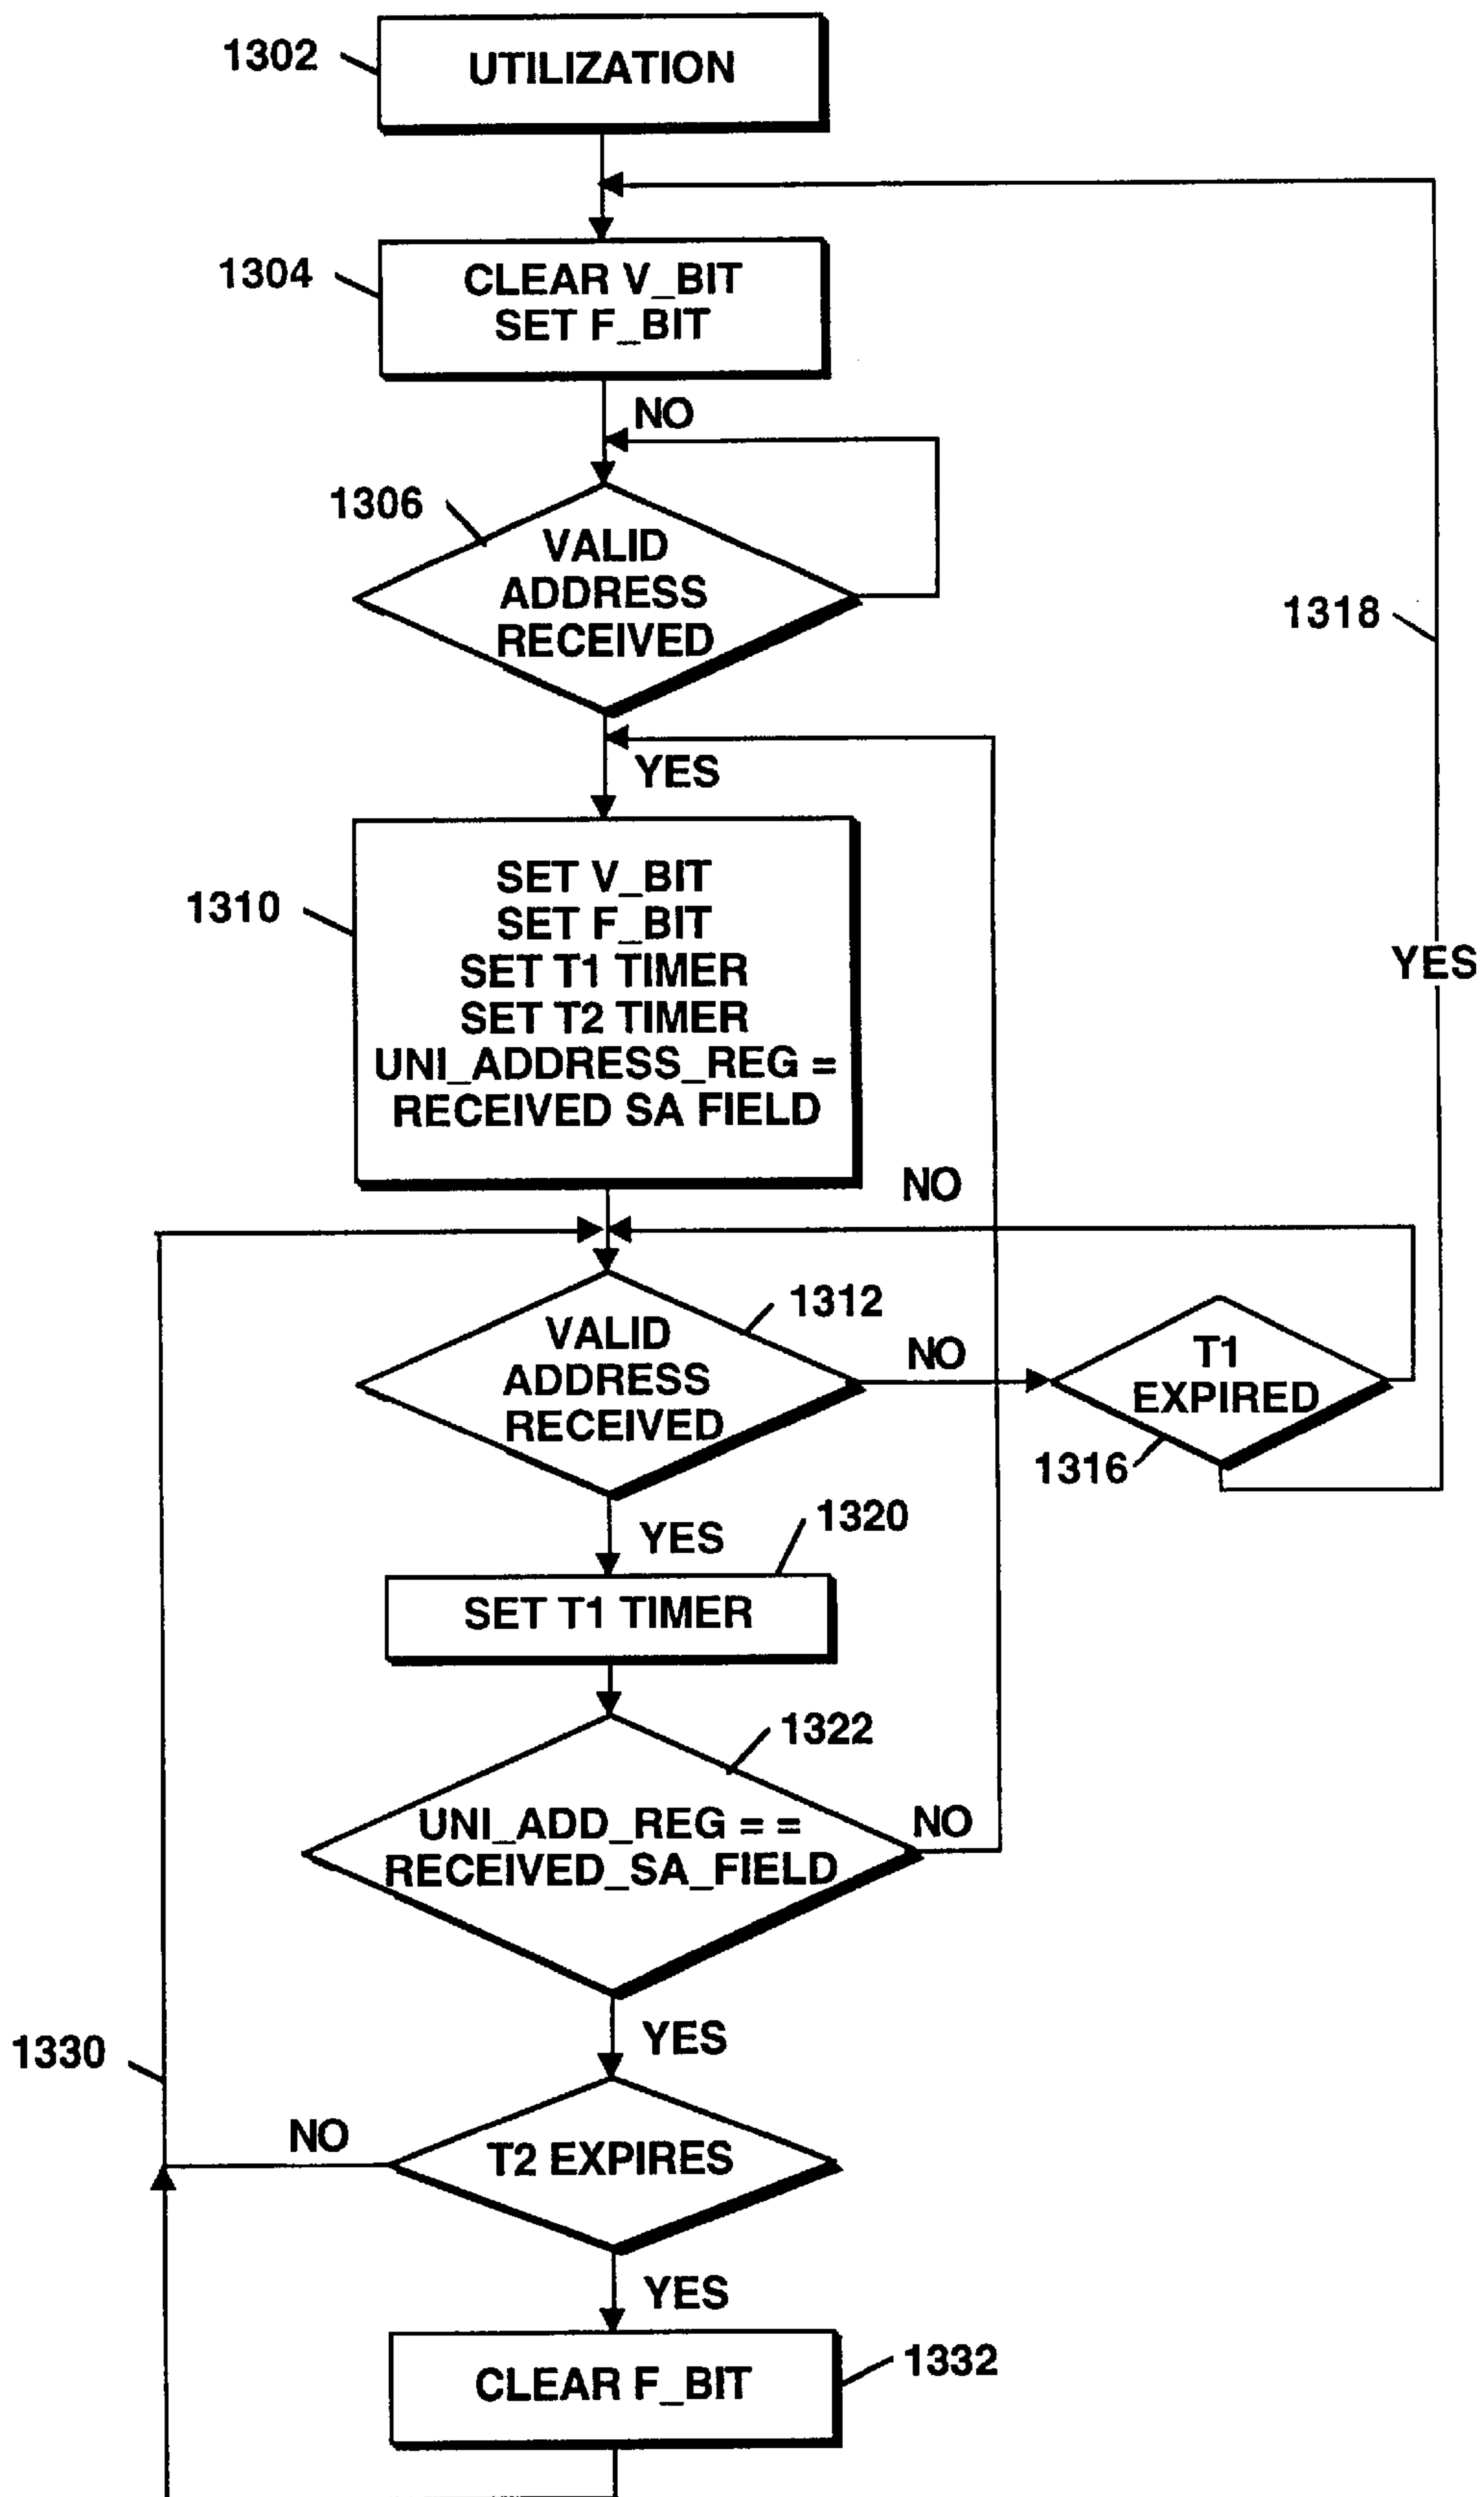 1302
UTILIZATION
1304
CLEAR V_BIT
SET F_BIT
NO
1306
VALID
ADDRESS
RECEIVED
1318
YES
1310
SET V_BIT
SET F_BIT
SET T1 TIMER
SET T2 TIMER
UNI_ADDRESS_REG =
RECEIVED SA FIELD
YES
NO
1312
VALID
ADDRESS
RECEIVED
NO
T1
EXPIRED
1316
YES
1320
SET T1 TIMER
1322
UNI_ADD_REG = =
RECEIVED_SA_FIELD
NO
YES
1330
NO
T2 EXPIRES
YES
CLEAR F_BIT
1332